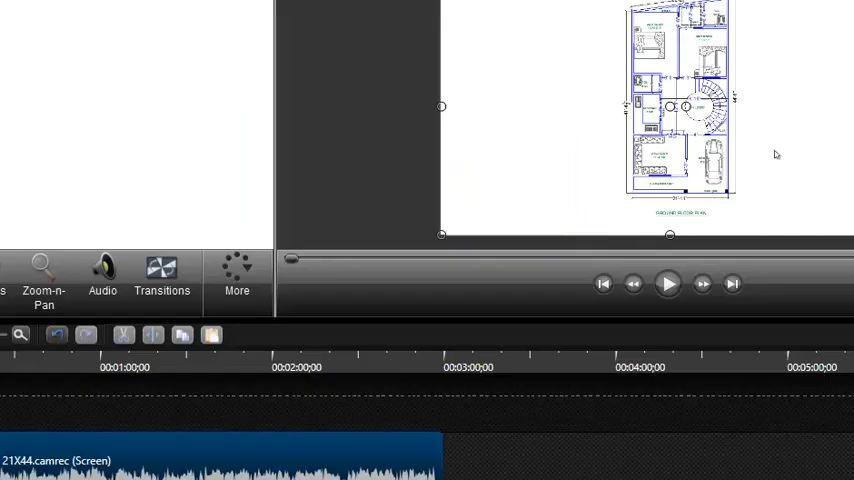 GROUND FLOOR PLAN
s
Zoom-n-
Pan
Audio
Transitions
More
00:01:00;00
00:02:00;00
00:03:00;00
00:04:00;00
00:05:00;00
21X44.camrec (Screen)